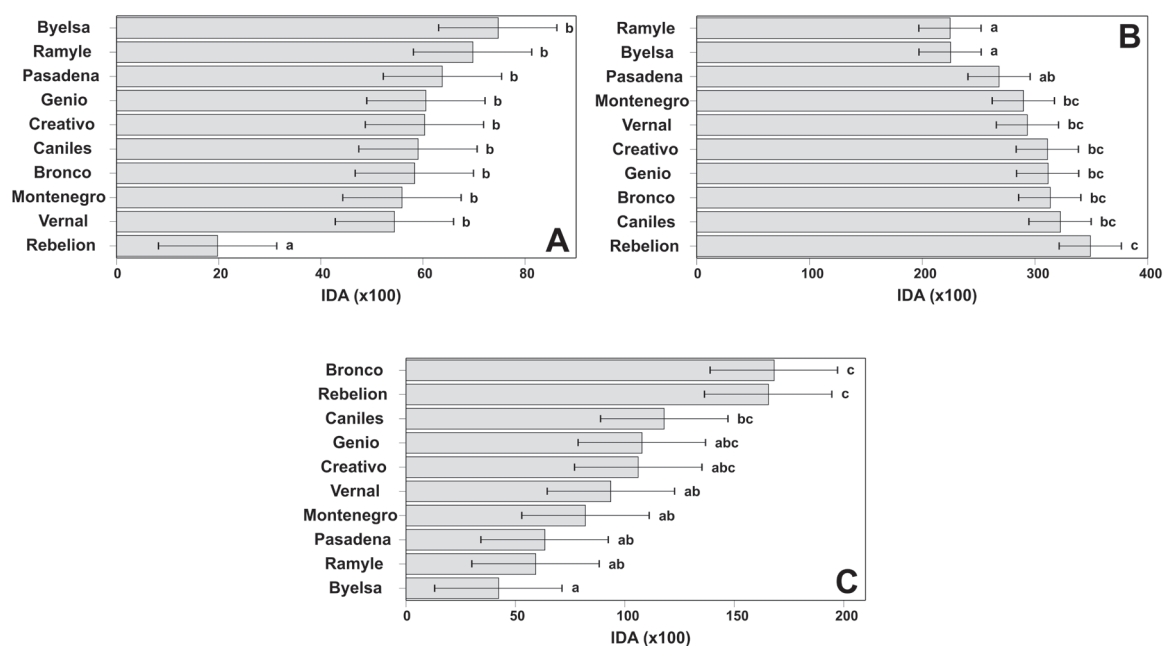 Byelsa b
Ramyle b
Pasadena b
Genio b
Creativo b
Caniles b
Bronco b
Montenegro b
Vernal b
Rebelion a
A
0 20 40 60 80
IDA (x100)
Ramyle a
Byelsa a
Pasadena ab
Montenegro bc
Vernal bc
Creativo bc
Genio bc
Bronco bc
Caniles bc
Rebelion c
B
0 100 200 300 400
IDA (x100)
Bronco c
Rebelion c
Caniles bc
Genio abc
Creativo abc
Vernal ab
Montenegro ab
Pasadena ab
Ramyle ab
Byelsa a
C
0 50 100 150 200
IDA (x100)